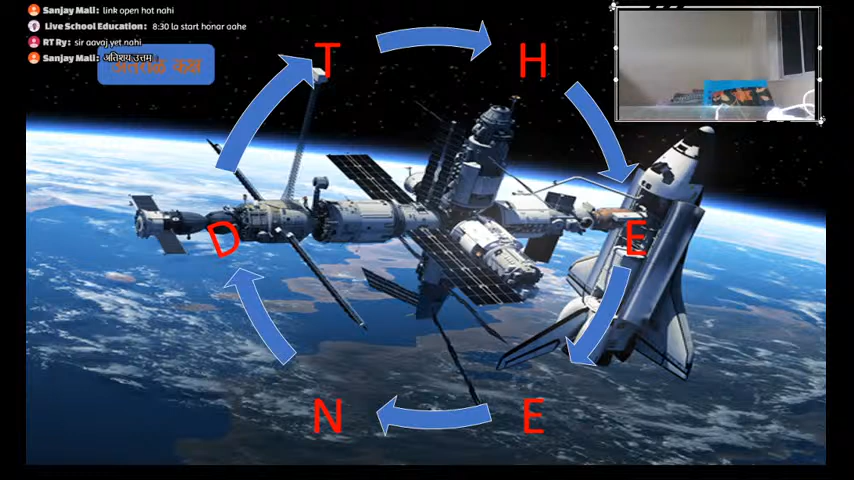 Sanjay Mali: link open hot nahi
Live School Education: 8:30 la start honar aahe
RT Ry: sir aavaj yet nahi
Sanjay Mali: अतिशय उत्तम
T
H
E
E
N
D